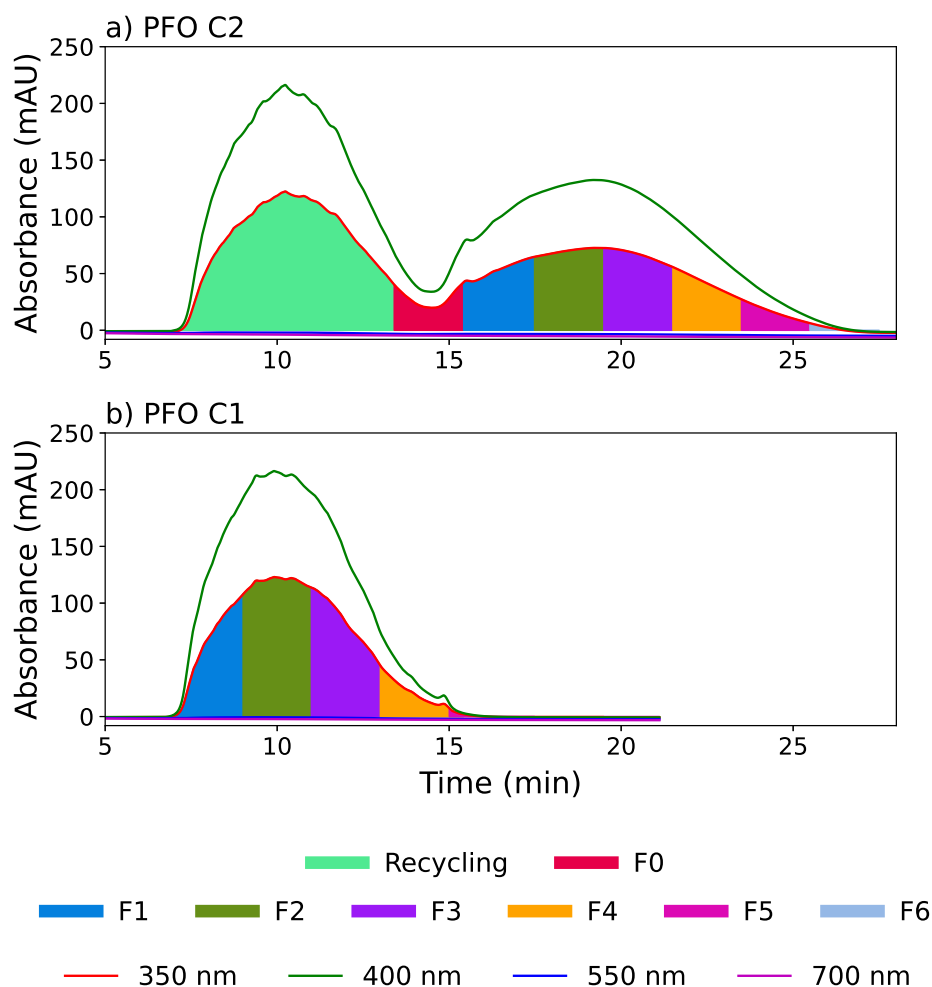 a) PFO C2
250
200
150
100
50
0
Absorbance (mAU)
5 10 15 20 25
b) PFO C1
250
200
150
100
50
0
Absorbance (mAU)
5 10 15 20 25
Time (min)
Recycling F0
F1 F2 F3 F4 F5 F6
350 nm 400 nm 550 nm 700 nm